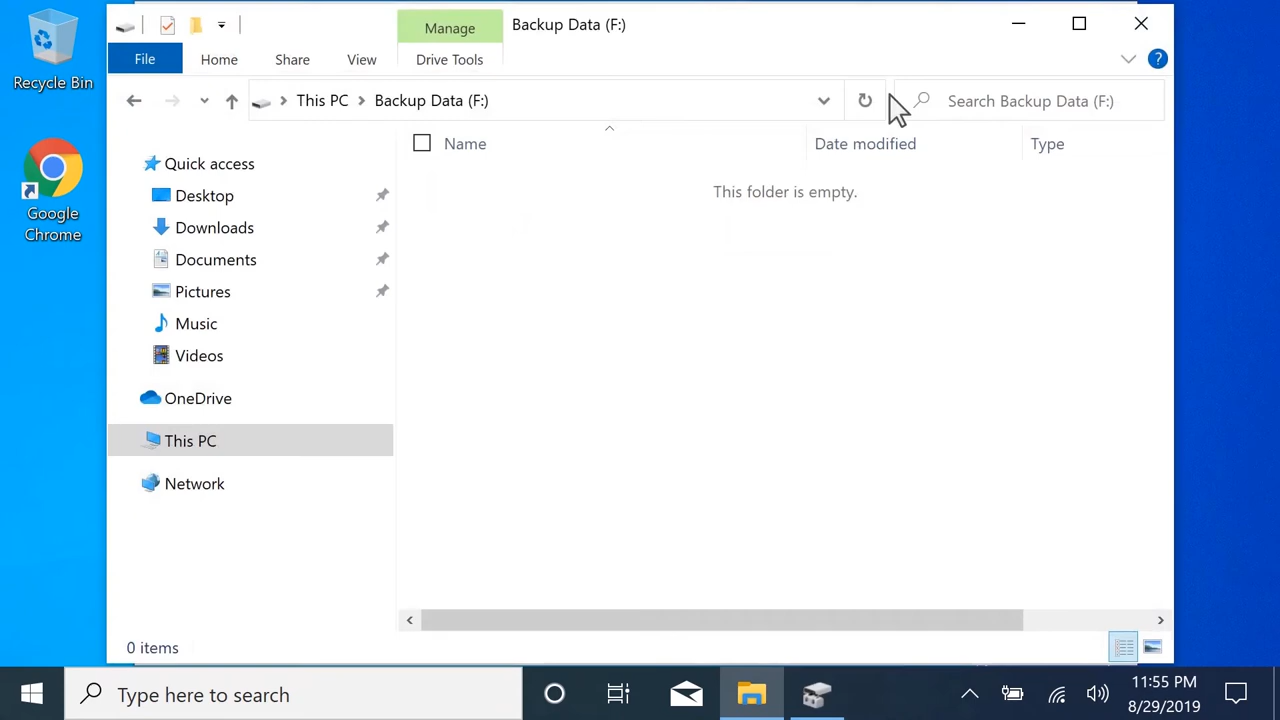 Recycle Bin
Google
Chrome
Manage
Backup Data (F:)
File
Home
Share
View
Drive Tools
This PC
Backup Data (F:)
Search Backup Data (F:)
Name
Date modified
Type
This folder is empty.
Quick access
Desktop
Downloads
Documents
Pictures
Music
Videos
OneDrive
This PC
Network
0 items
Type here to search
11:55 PM
8/29/2019